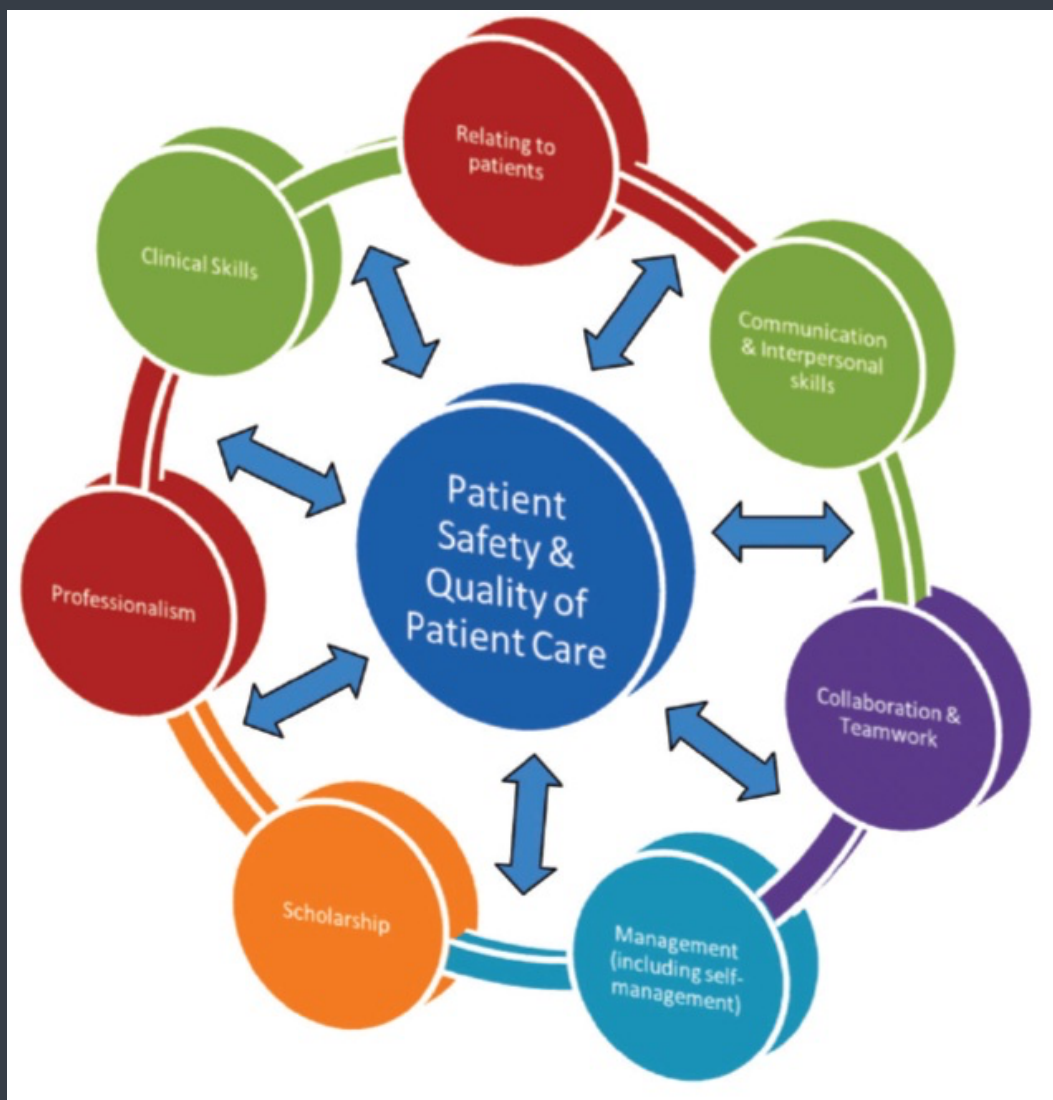 Relating to
patients
Communication
& Interpersonal
skills
Collaboration &
Teamwork
Management
(including self-
management)
Scholarship
Professionalism
Clinical Skills
Patient
Safety &
Quality of
Patient Care